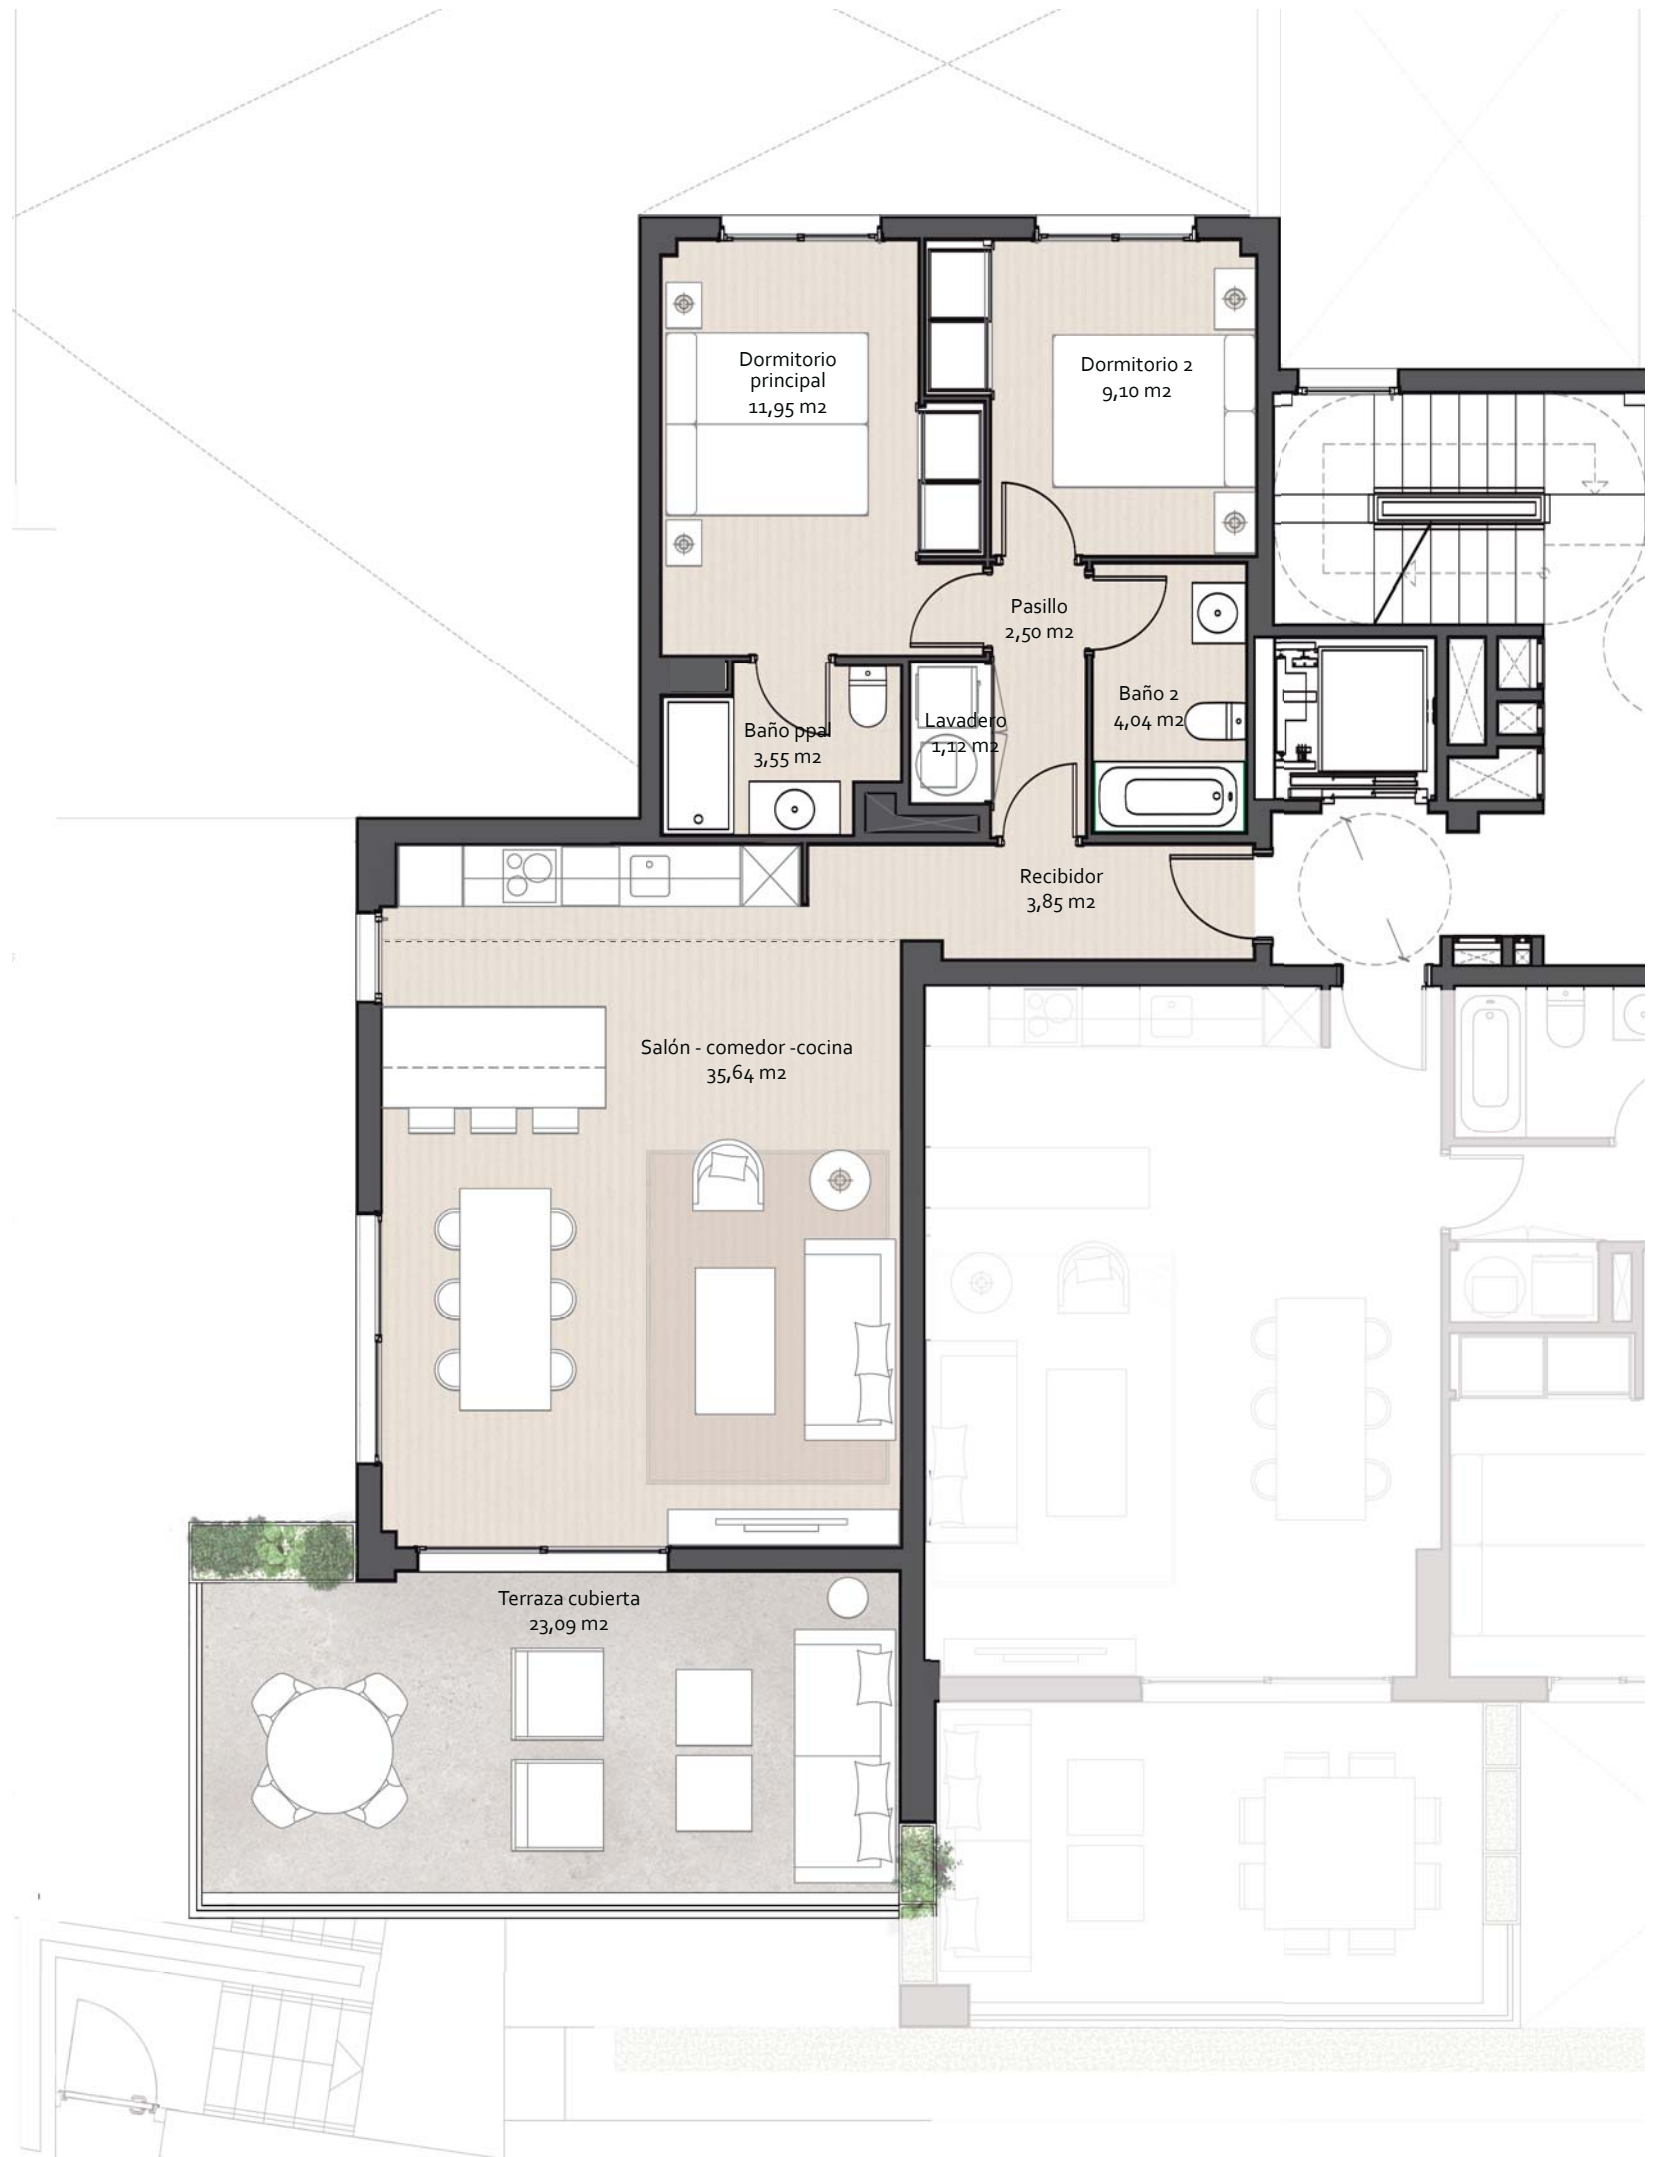 Dormitorio
principal
11,95 m2
Dormitorio 2
9,10 m2
Pasillo
2,50 m2
Baño 2
4,04 m2
Lavadero
1,12 m2
Baño ppal
3,55 m2
Recibidor
3,85 m2
Salón - comedor -cocina
35,64 m2
Terraza cubierta
23,09 m2